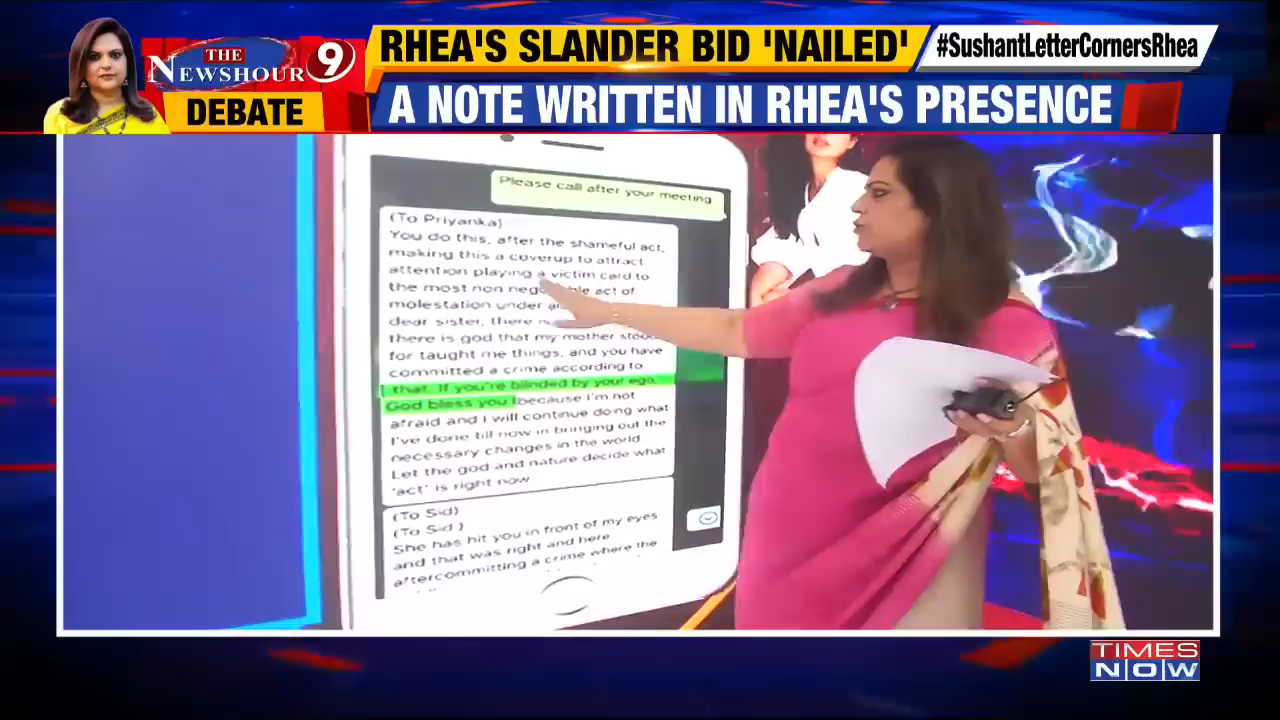 THE
NEWSHOUR 9
DEBATE
RHEA'S SLANDER BID 'NAILED'
#SushantLetterCornersRhea
A NOTE WRITTEN IN RHEA'S PRESENCE
Please call after your meeting
(To Priyanka)
You do this, after the shameful act,
making this a coverup to attract
attention playing a victim card to
the most non act of
molestation under
dear sister, there
there is god that my mother
for taught me things, and you have
committed a crime according to
that. If you're blinded by your ego,
God bless you because I'm not
afraid and I will continue doing what
I've done till now in bringing out the
necessary changes in the world
Let the god and nature decide what
'act' is right now
(To Sid)
(To Sid )
She has hit you in front of my eyes
and that was right and here
aftercommitting a crime where the
TIMES
NOW